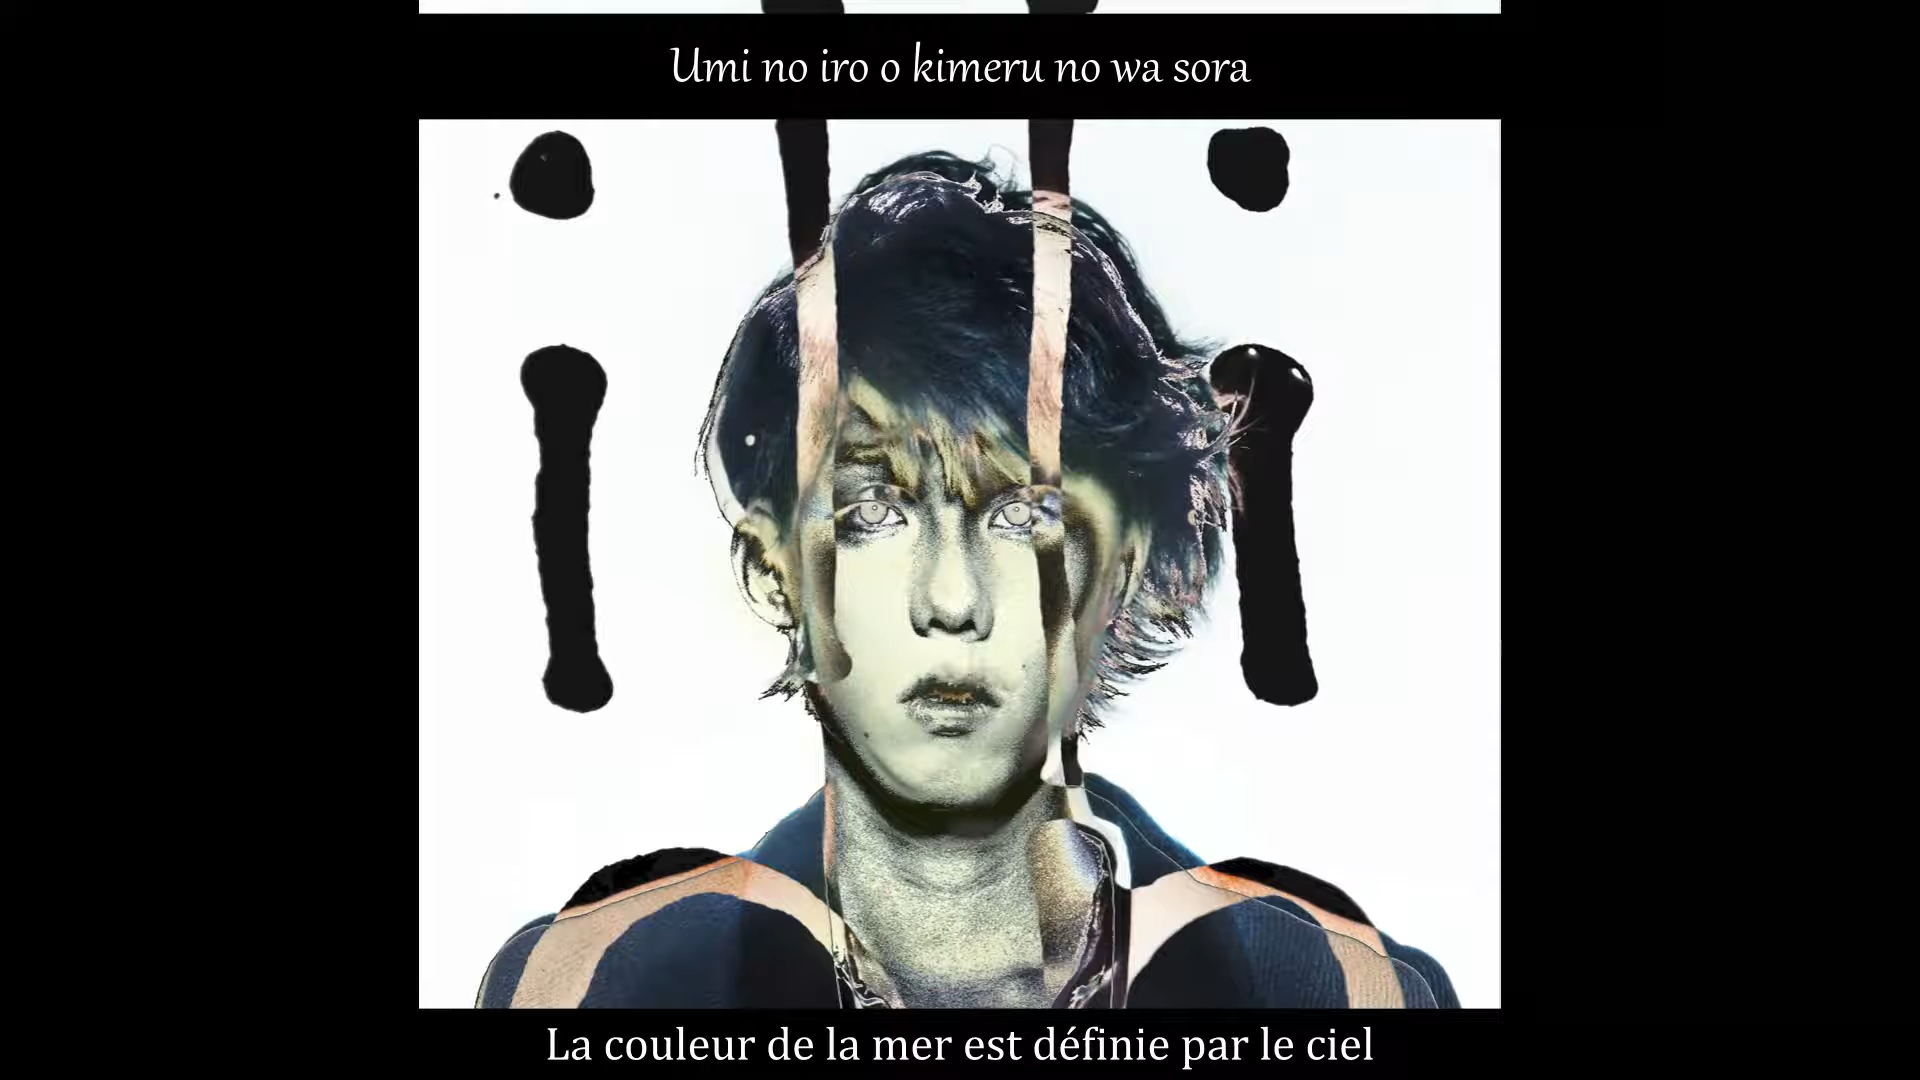 Umi no iro o kimeru no wa sora
La couleur de la mer est définie par le ciel